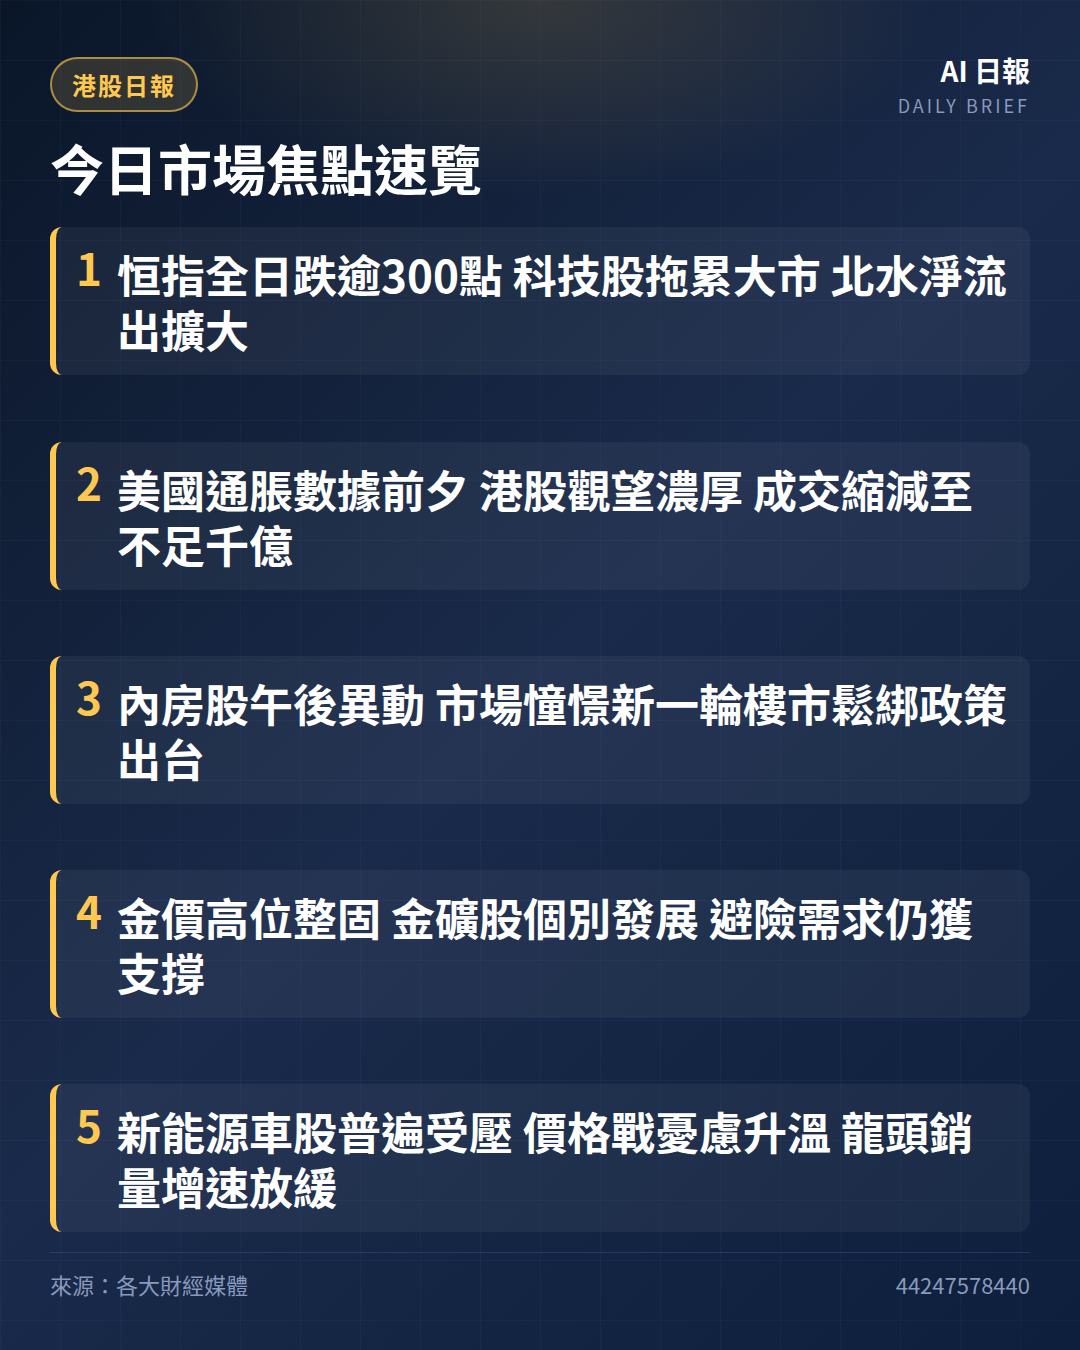 港股日報
AI 日報
DAILY BRIEF
今日市場焦點速覽
1 恒指全日跌逾300點 科技股拖累大市 北水淨流
出擴大
2 美國通脹數據前夕 港股觀望濃厚 成交縮減至
不足千億
3 內房股午後異動 市場憧憬新一輪樓市鬆綁政策
出台
4 金價高位整固 金礦股個別發展 避險需求仍獲
支撐
5 新能源車股普遍受壓 價格戰憂慮升溫 龍頭銷
量增速放緩
來源：各大財經媒體
44247578440